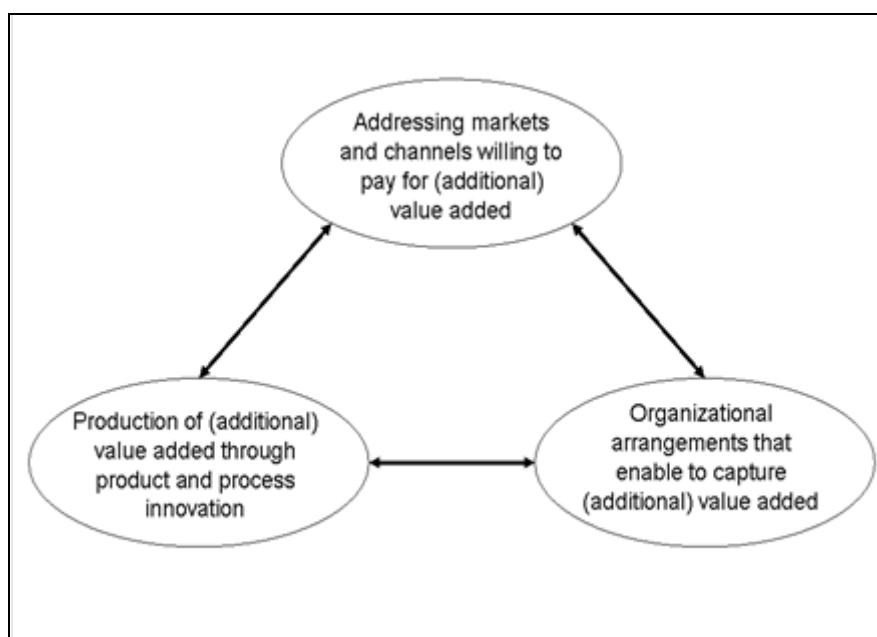 Addressing markets
and channels willing to
pay for (additional)
value added
Production of (additional)
value added through
product and process
innovation
Organizational
arrangements that
enable to capture
(additional) value added